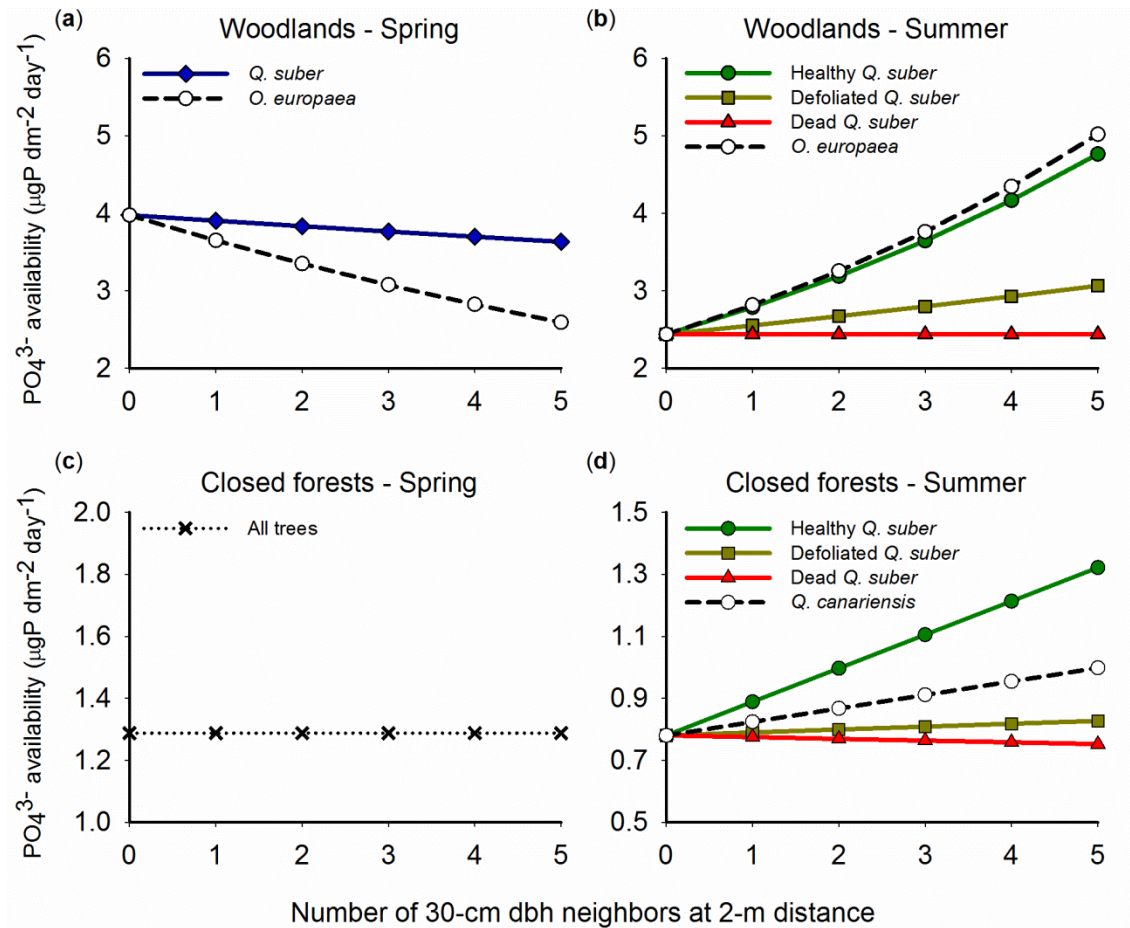 (a)
Woodlands - Spring
6
5
4
3
2
Q. suber
O. europaea
0 1 2 3 4 5
(b)
Woodlands - Summer
6
5
4
3
2
Healthy Q. suber
Defoliated Q. suber
Dead Q. suber
O. europaea
0 1 2 3 4 5
PO₄³⁻ availability (µgP dm⁻² day⁻¹)
(c)
Closed forests - Spring
2.0
1.8
1.6
1.4
1.2
1.0
All trees
0 1 2 3 4 5
(d)
Closed forests - Summer
1.5
1.3
1.1
0.9
0.7
0.5
Healthy Q. suber
Defoliated Q. suber
Dead Q. suber
Q. canariensis
0 1 2 3 4 5
PO₄³⁻ availability (µgP dm⁻² day⁻¹)
Number of 30-cm dbh neighbors at 2-m distance